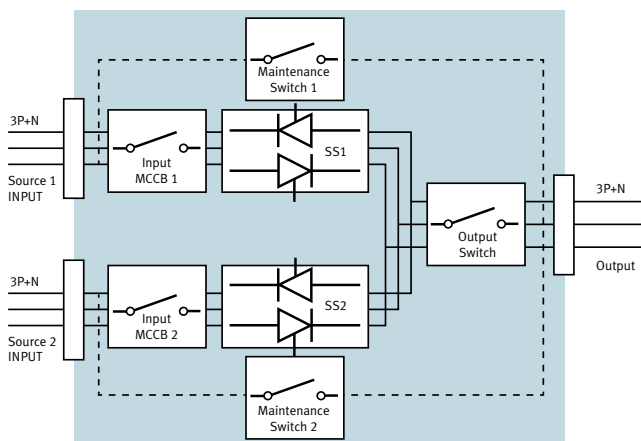 Maintenance
Switch 1
3P+N
Source 1
INPUT
Input
MCCB 1
SS1
3P+N
Output
Switch
Output
3P+N
Source 2
INPUT
Input
MCCB 2
SS2
Maintenance
Switch 2